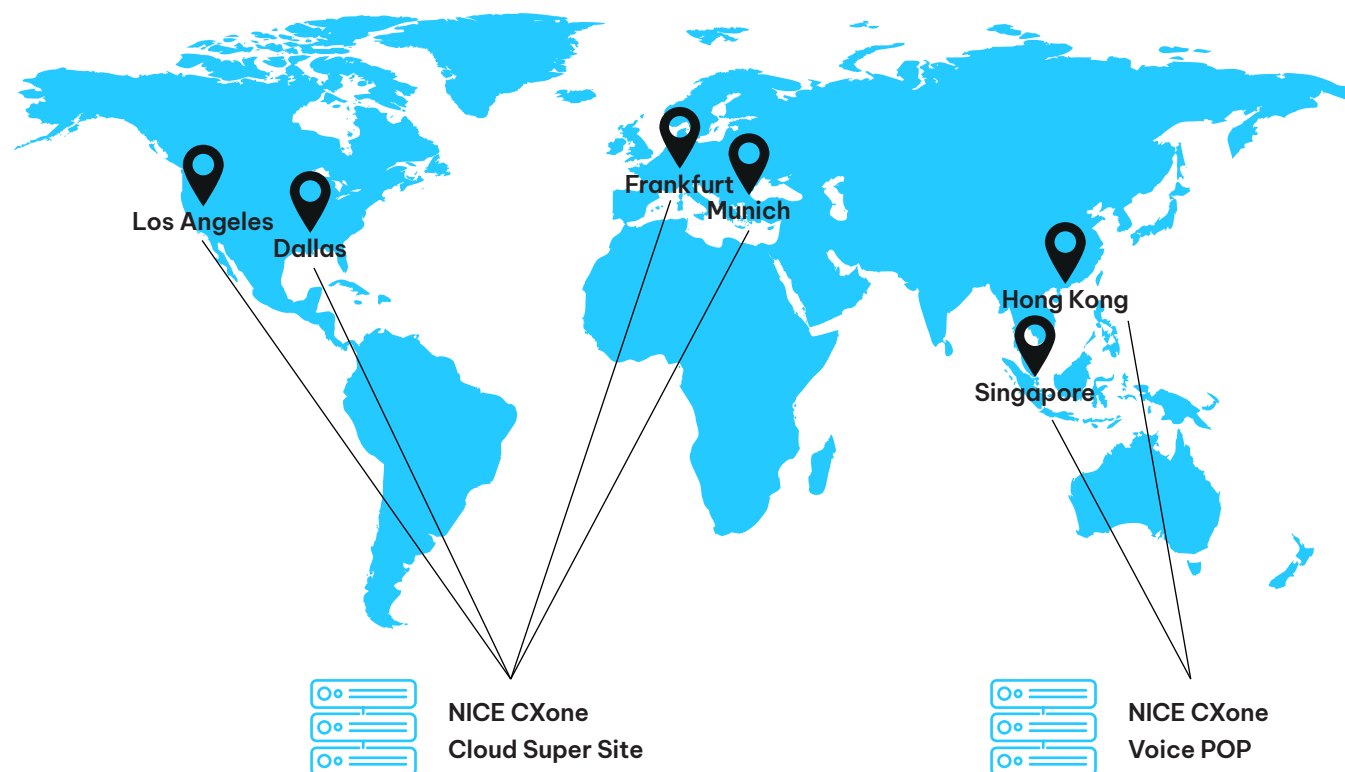 Frankfurt
Munich
Los Angeles
Dallas
Hong Kong
Singapore
NICE CXone
Cloud Super Site
NICE CXone
Voice POP